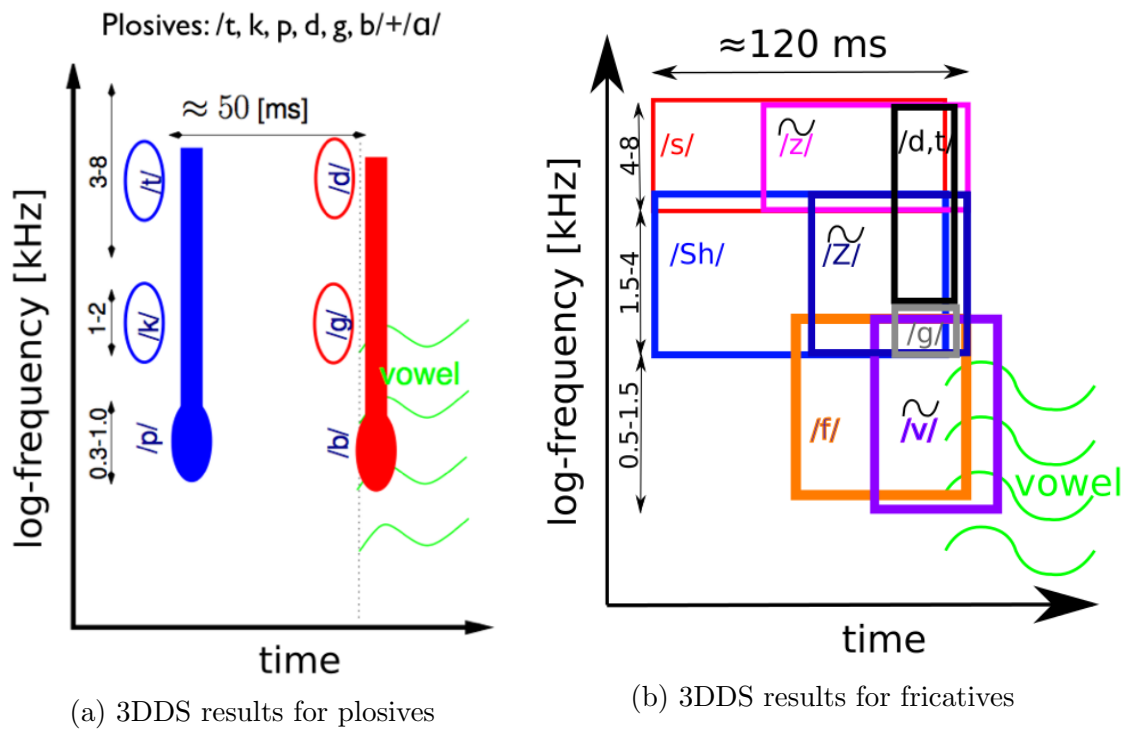 Plosives: /t, k, p, d, g, b/+/ɑ/
≈ 50 [ms]
3-8
/t/
/d/
1-2
/k/
/g/
vowel
0.3-1.0
/p/
/b/
log-frequency [kHz]
time
(a) 3DDS results for plosives
≈120 ms
4-8
/s/
/z/
/d,t/
1.5-4
/Sh/
/Z/
/g/
0.5-1.5
/f/
/v/
vowel
log-frequency [kHz]
time
(b) 3DDS results for fricatives